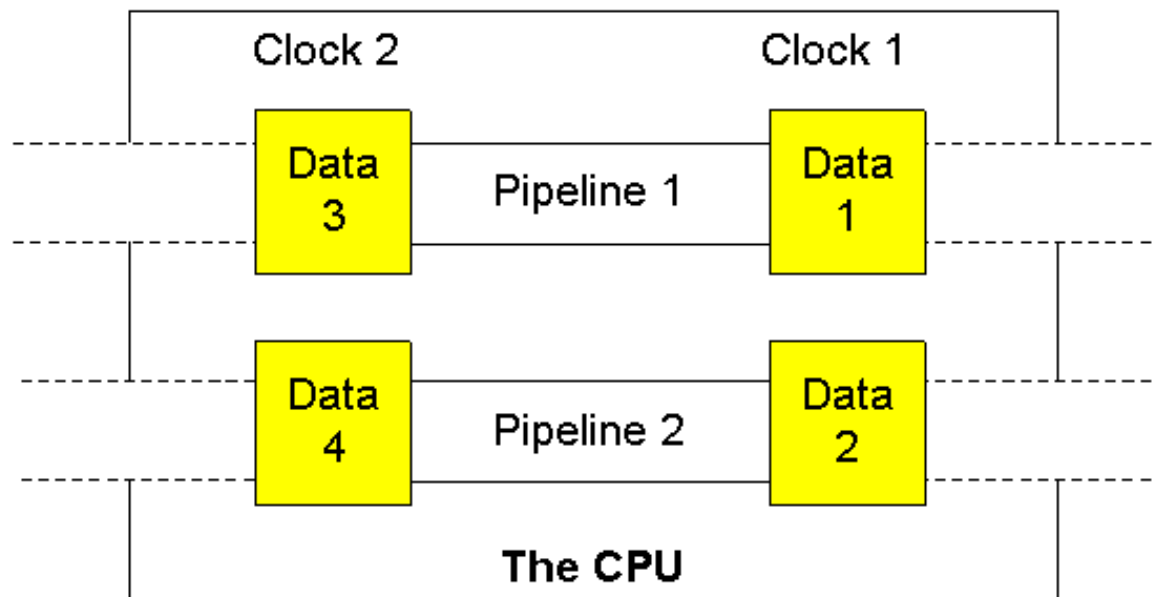 Clock 2
Clock 1
Data
3
Pipeline 1
Data
1
Data
4
Pipeline 2
Data
2
The CPU